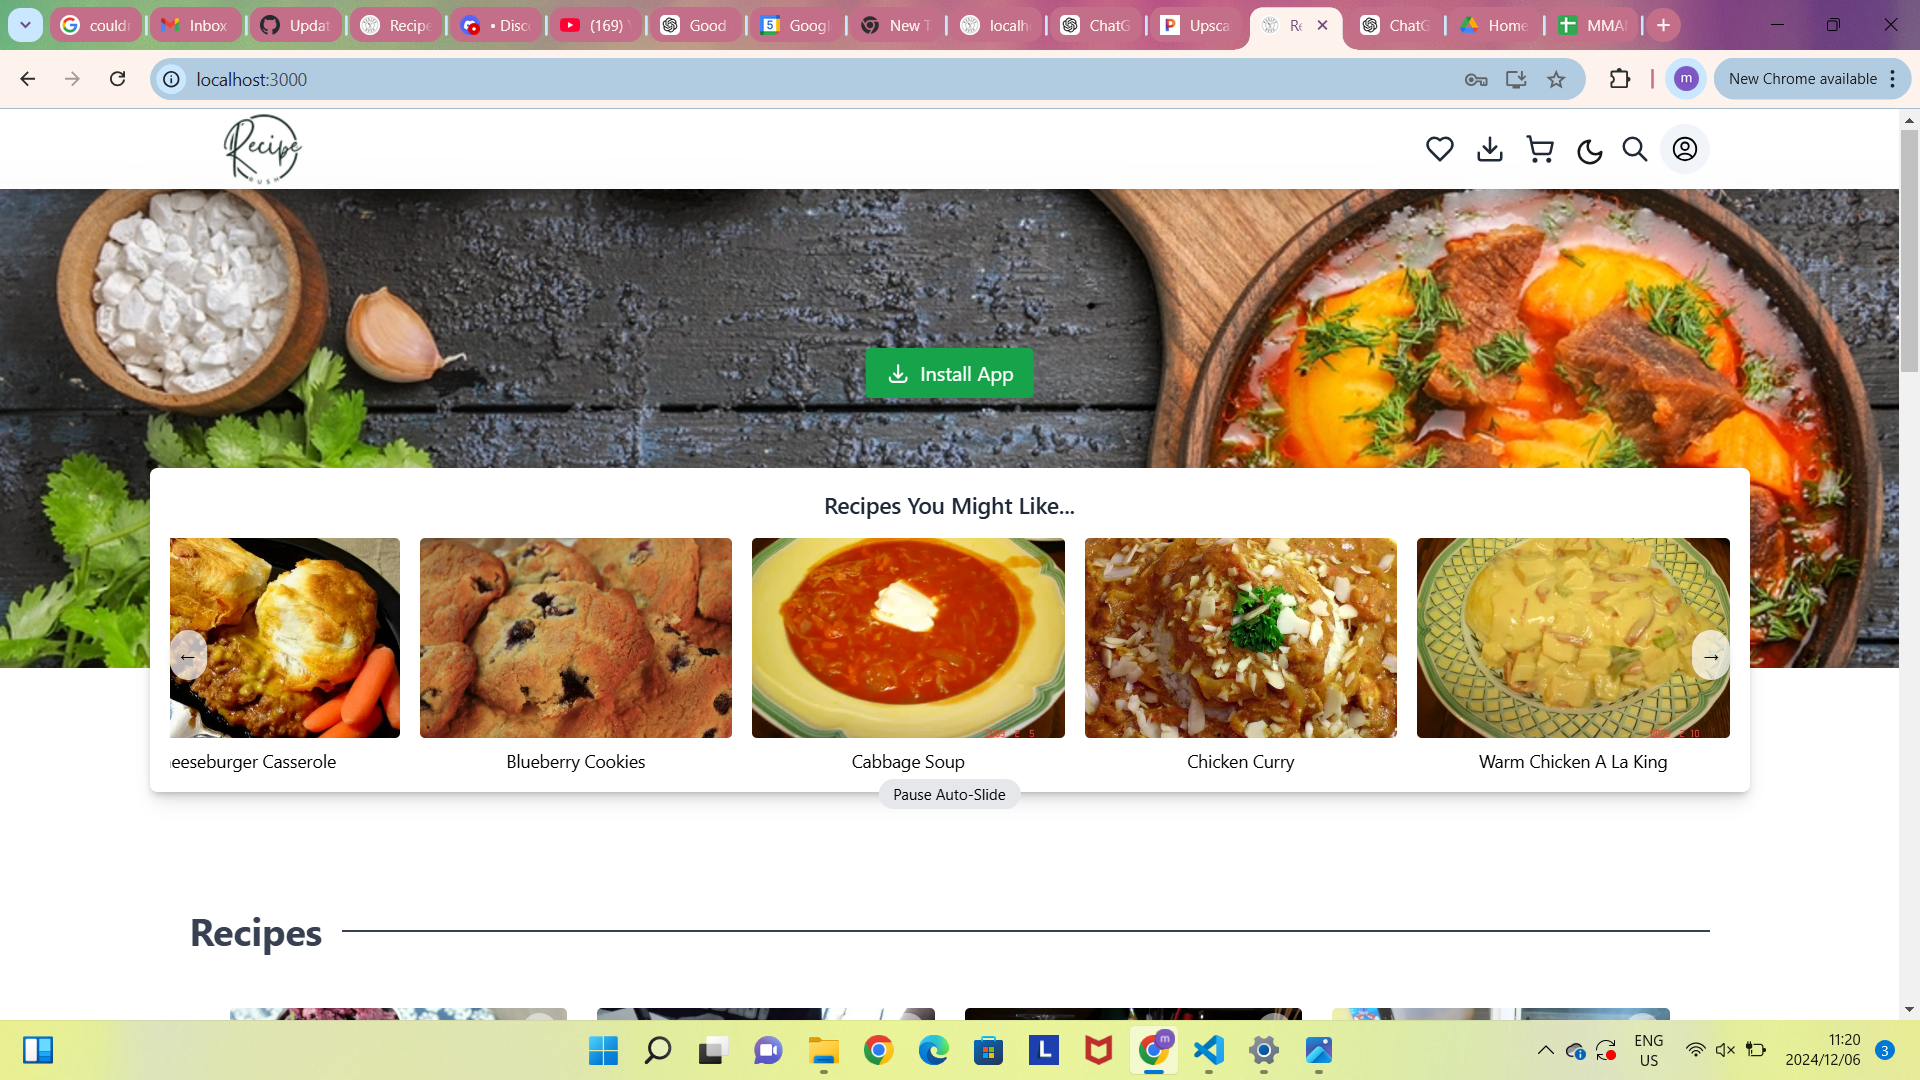 couldn
Inbox
Updat
Recipe
• Disc
(169)
Good
Googl
New T
localh
ChatG
Upsca
Re
ChatG
Home
MMA
localhost:3000
m
New Chrome available
Recipe
RUSH
Install App
Recipes You Might Like...
←
→
eeseburger Casserole
Blueberry Cookies
Cabbage Soup
Chicken Curry
Warm Chicken A La King
Pause Auto-Slide
Recipes
L
m
ENG
US
11:20
2024/12/06
3